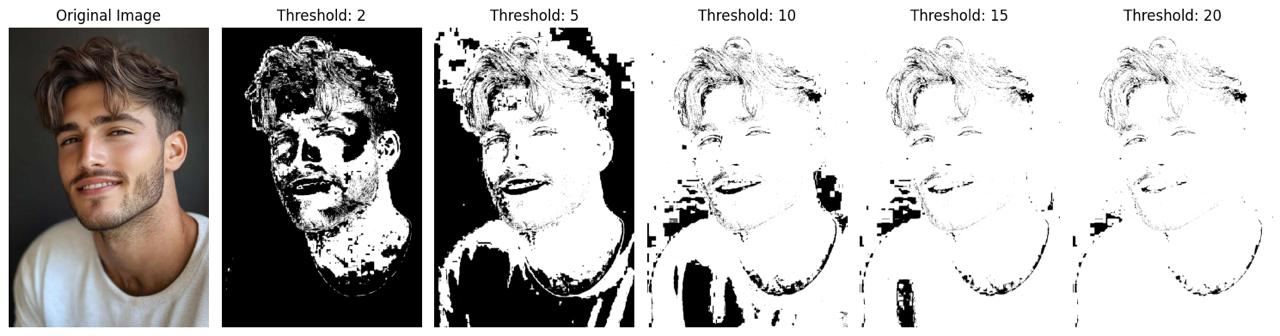 Original Image
Threshold: 2
Threshold: 5
Threshold: 10
Threshold: 15
Threshold: 20